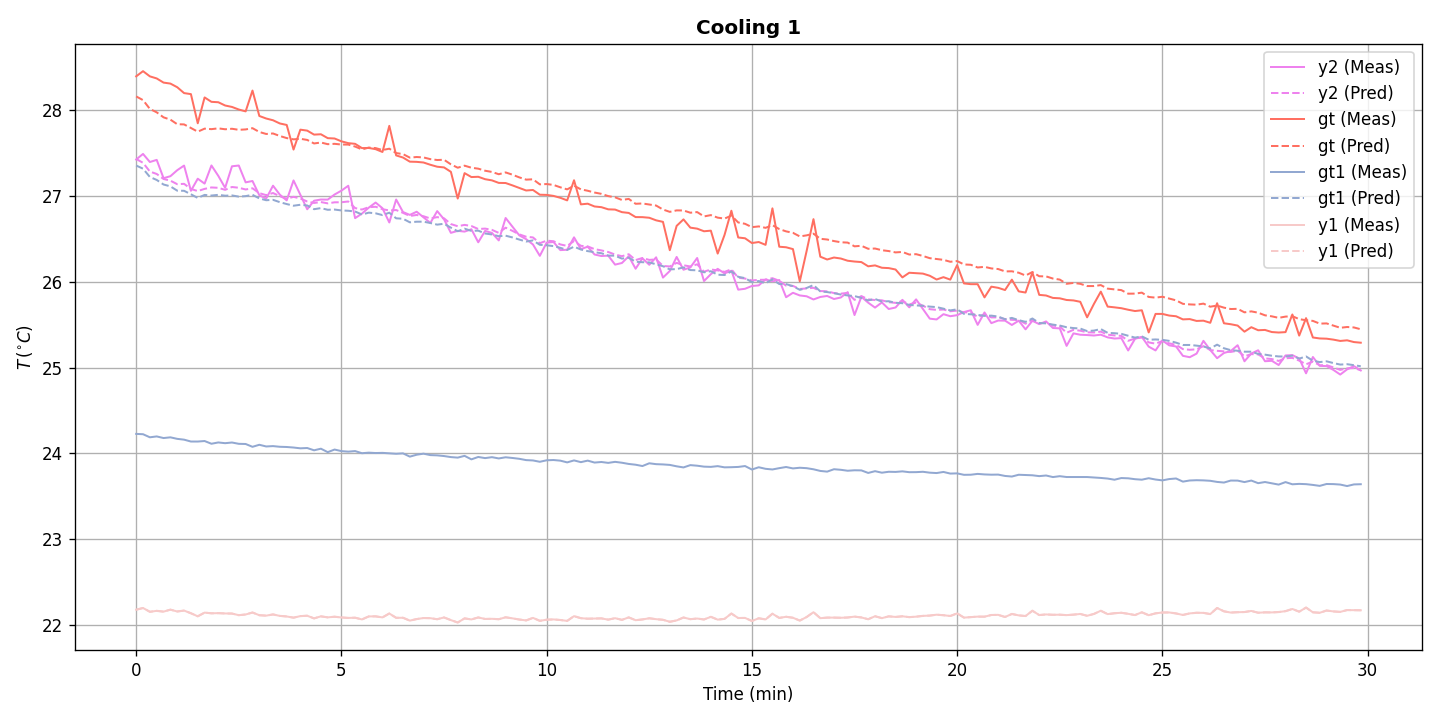 Cooling 1
y2 (Meas)
y2 (Pred)
gt (Meas)
gt (Pred)
gt1 (Meas)
gt1 (Pred)
y1 (Meas)
y1 (Pred)
T(°C)
28
27
26
25
24
23
22
0 5 10 15 20 25 30
Time (min)